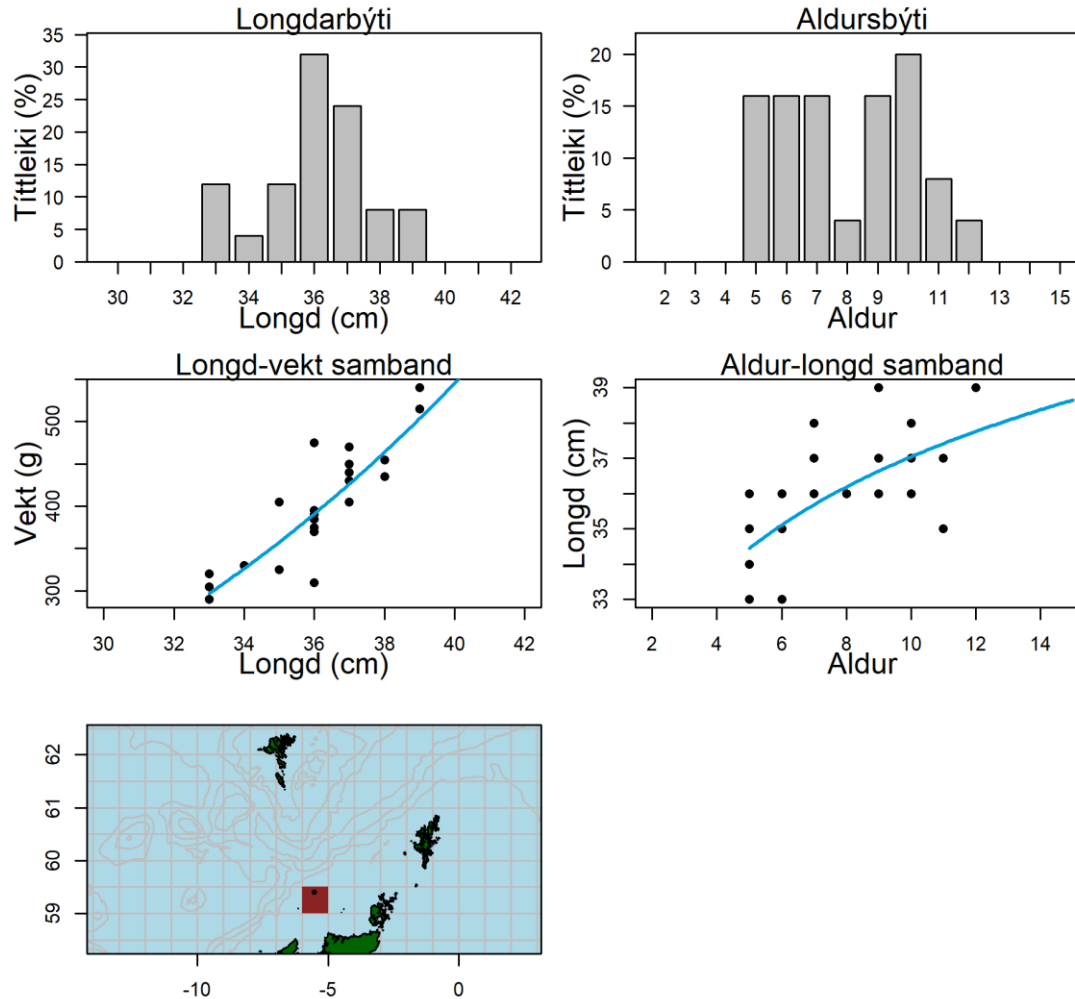 Longdarbýti
Títtleiki (%)
35
30
25
20
15
10
5
0
30 32 34 36 38 40 42
Longd (cm)
Aldursbýti
Títtleiki (%)
20
15
10
5
0
2 3 4 5 6 7 8 9 11 13 15
Aldur
Longd-vekt samband
Vekt (g)
500
400
300
30 32 34 36 38 40 42
Longd (cm)
Aldur-longd samband
Longd (cm)
39
37
35
33
2 4 6 8 10 12 14
Aldur
62
61
60
59
-10 -5 0